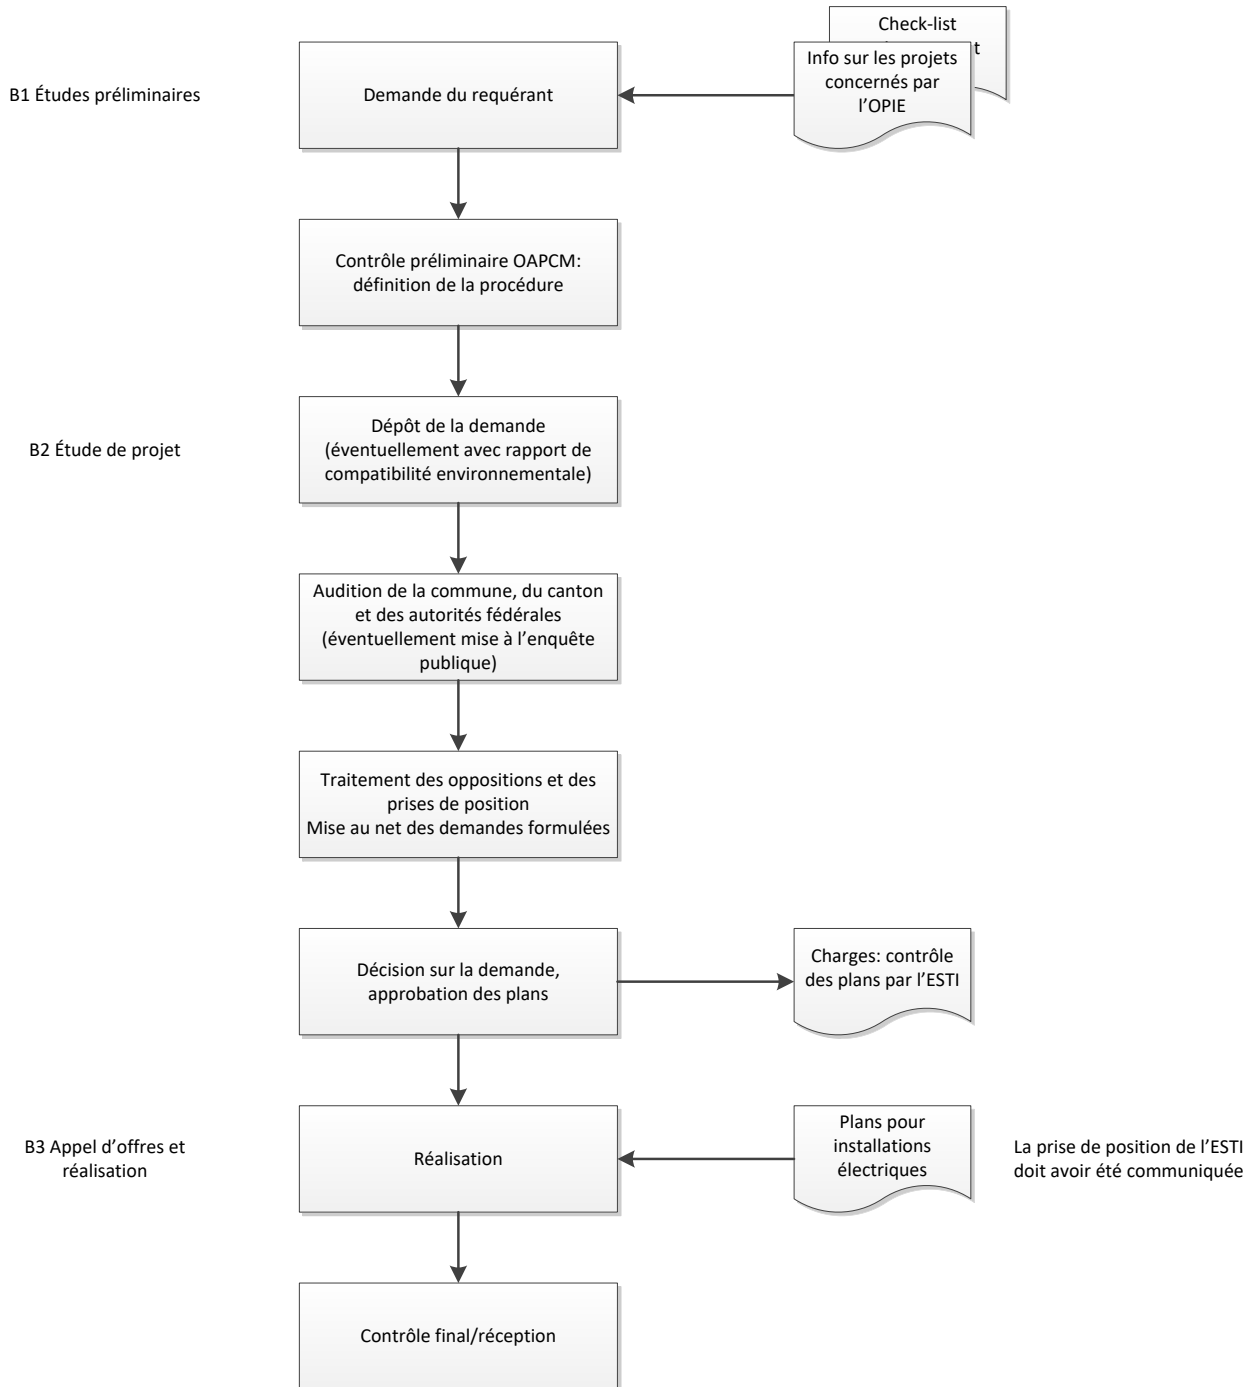 Check-list
t
Info sur les projets
concernés par
l’OPIE
B1 Études préliminaires
Demande du requérant
Contrôle préliminaire OAPCM:
définition de la procédure
B2 Étude de projet
Dépôt de la demande
(éventuellement avec rapport de
compatibilité environnementale)
Audition de la commune, du canton
et des autorités fédérales
(éventuellement mise à l’enquête
publique)
Traitement des oppositions et des
prises de position
Mise au net des demandes formulées
Décision sur la demande,
approbation des plans
Charges: contrôle
des plans par l’ESTI
B3 Appel d’offres et
réalisation
Réalisation
Plans pour
installations
électriques
La prise de position de l’ESTI
doit avoir été communiquée
Contrôle final/réception